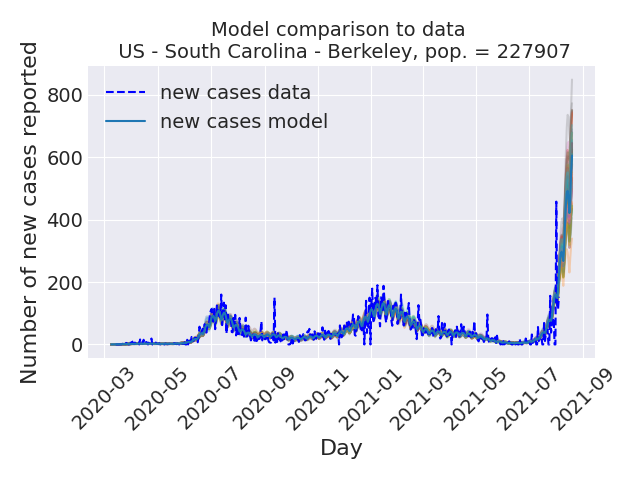 Model comparison to data
US - South Carolina - Berkeley, pop. = 227907
new cases data
new cases model
Number of new cases reported
800
600
400
200
0
2020-03
2020-05
2020-07
2020-09
2020-11
2021-01
2021-03
2021-05
2021-07
2021-09
Day